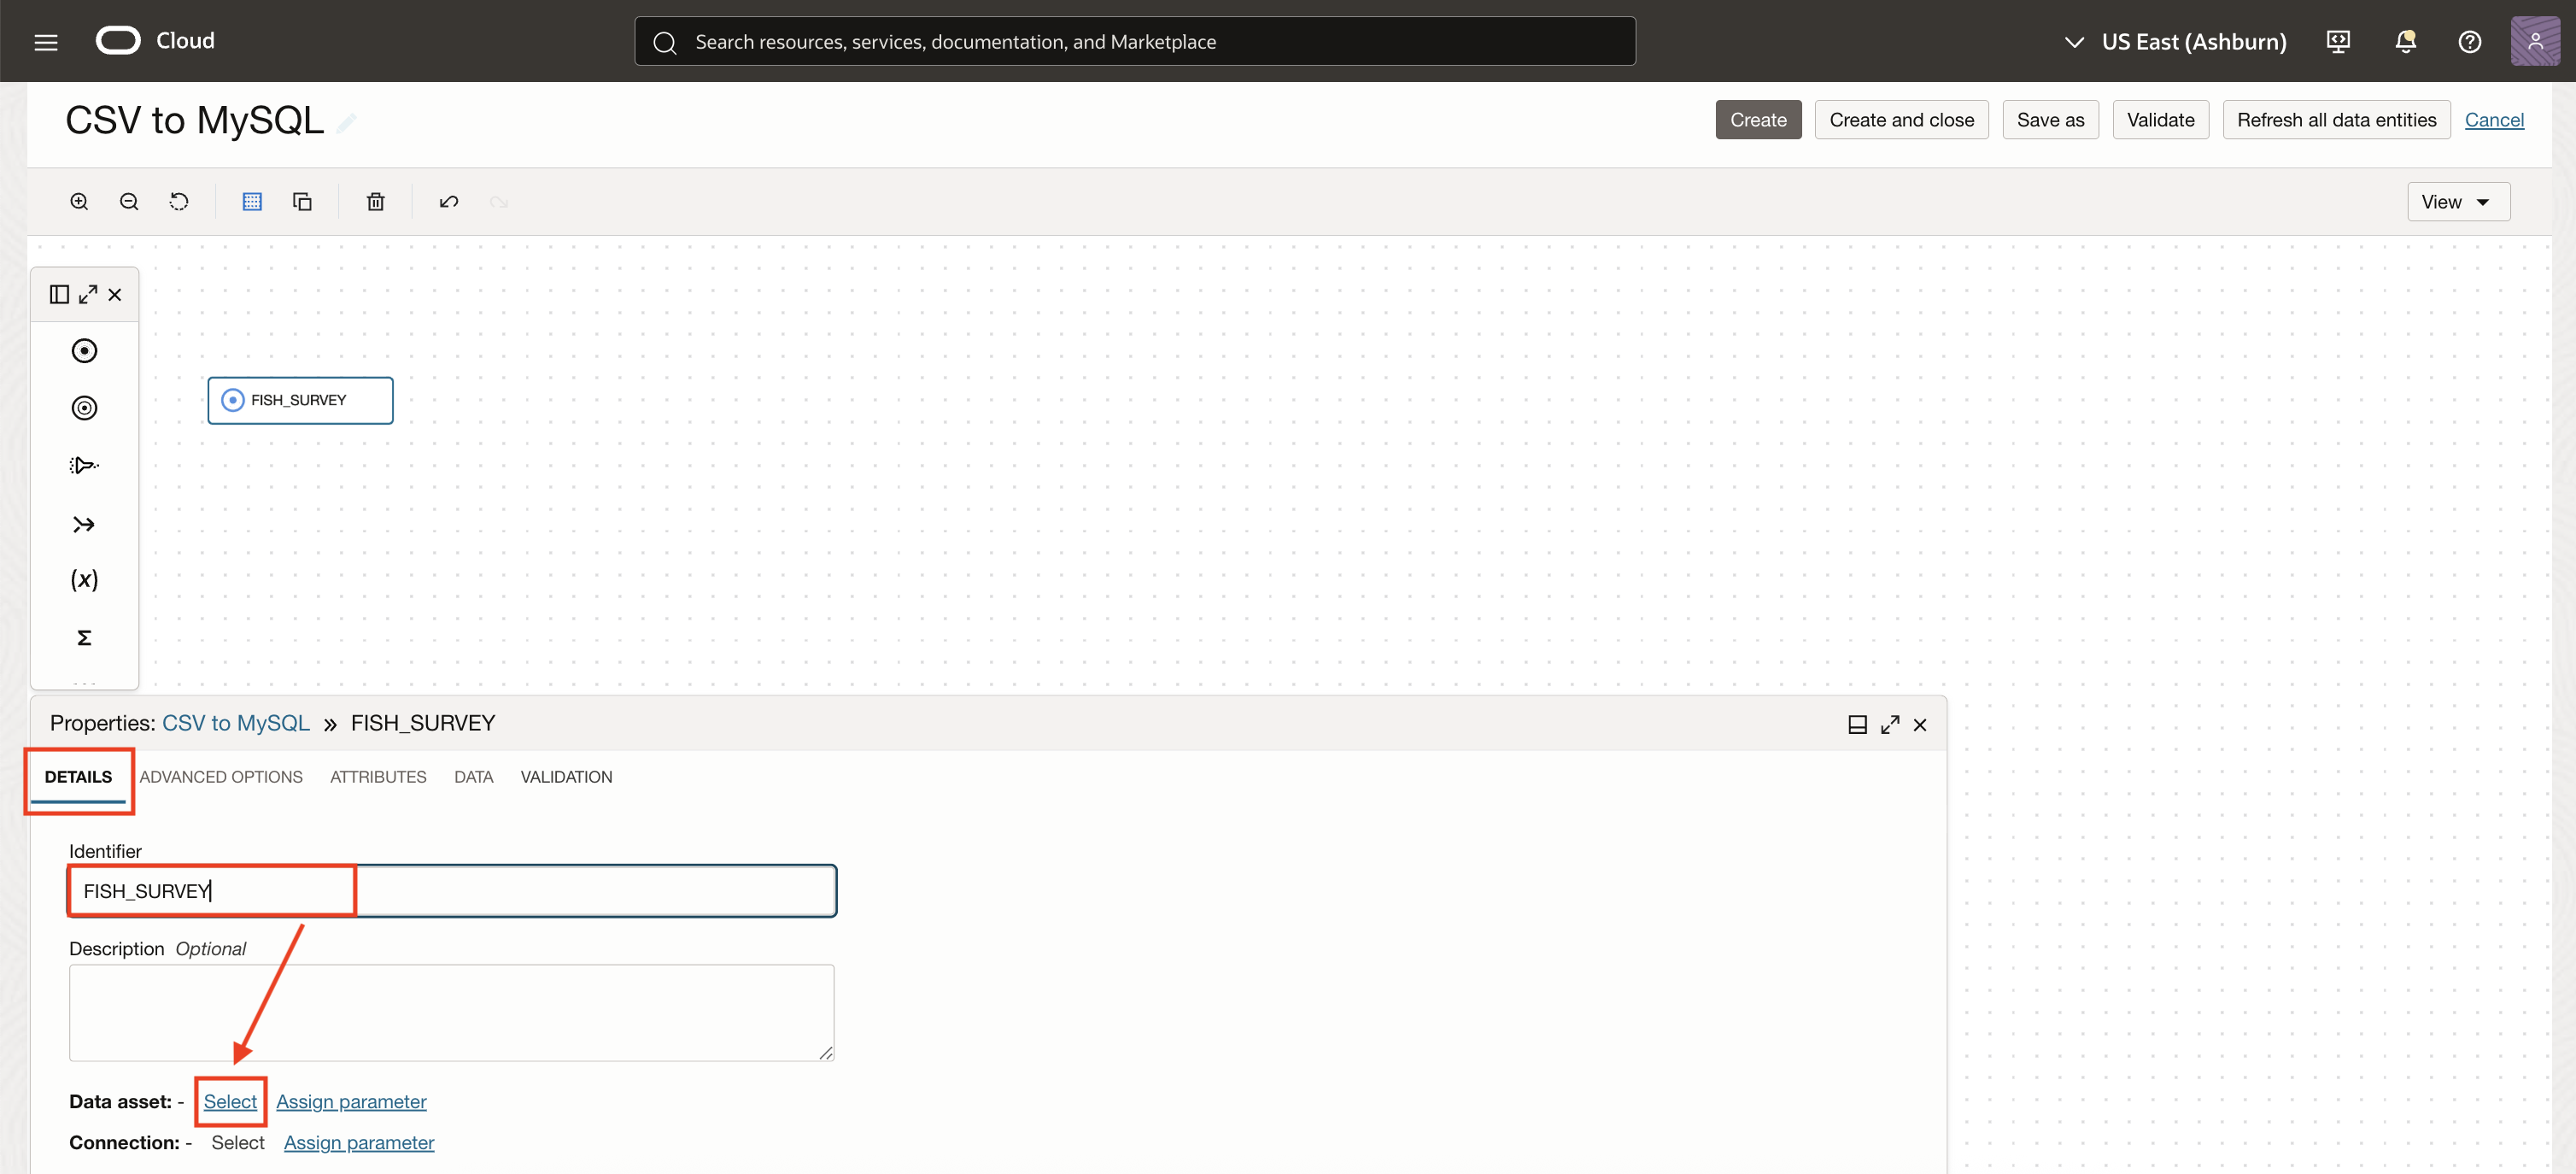 Cloud
Search resources, services, documentation, and Marketplace
US East (Ashburn)
CSV to MySQL
Create
Create and close
Save as
Validate
Refresh all data entities
Cancel
View
(x)
Σ
FISH_SURVEY
Properties: CSV to MySQL » FISH_SURVEY
DETAILS ADVANCED OPTIONS ATTRIBUTES DATA VALIDATION
Identifier
FISH_SURVEY
Description Optional
Data asset: - Select Assign parameter
Connection: - Select Assign parameter